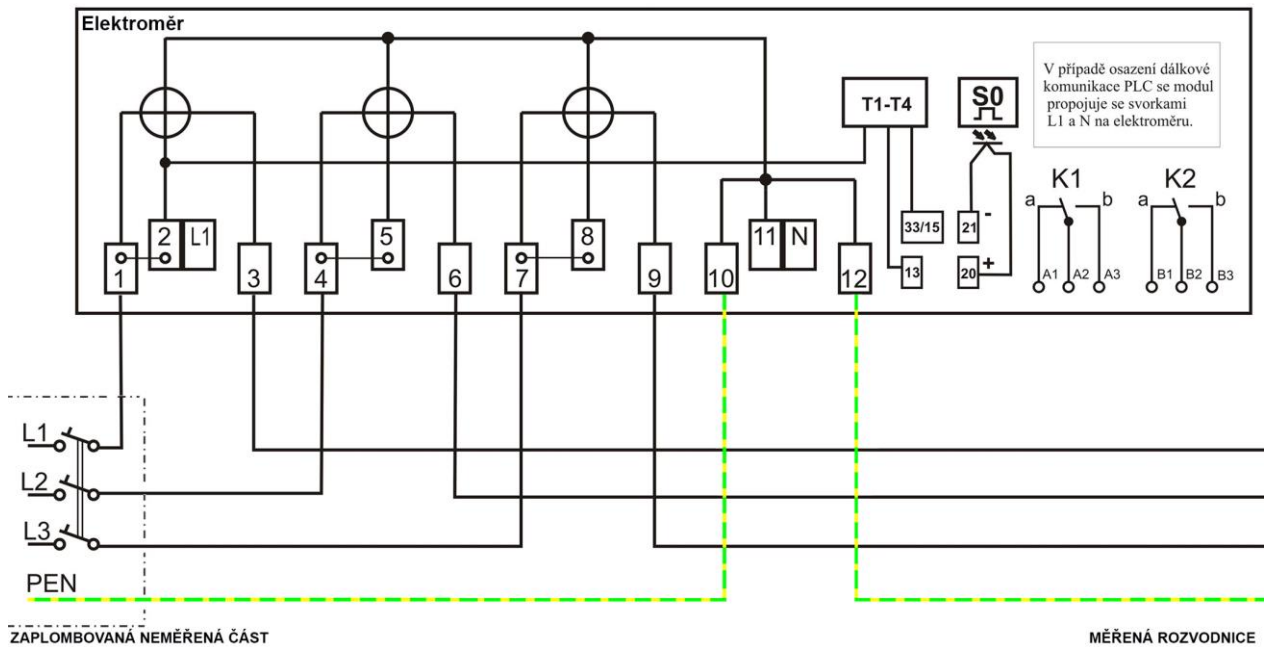 Elektroměr
V případě osazení dálkové
komunikace PLC se modul
propojuje se svorkami
L1 a N na elektroměru.
T1-T4
S0
K1
K2
a
b
a
b
1
2
L1
3
4
5
6
7
8
9
10
11
N
12
33/15
13
21
-
20
+
A1
A2
A3
B1
B2
B3
L1
L2
L3
PEN
ZAPLOMBOVANÁ NEMĚŘENÁ ČÁST
MĚŘENÁ ROZVODNICE